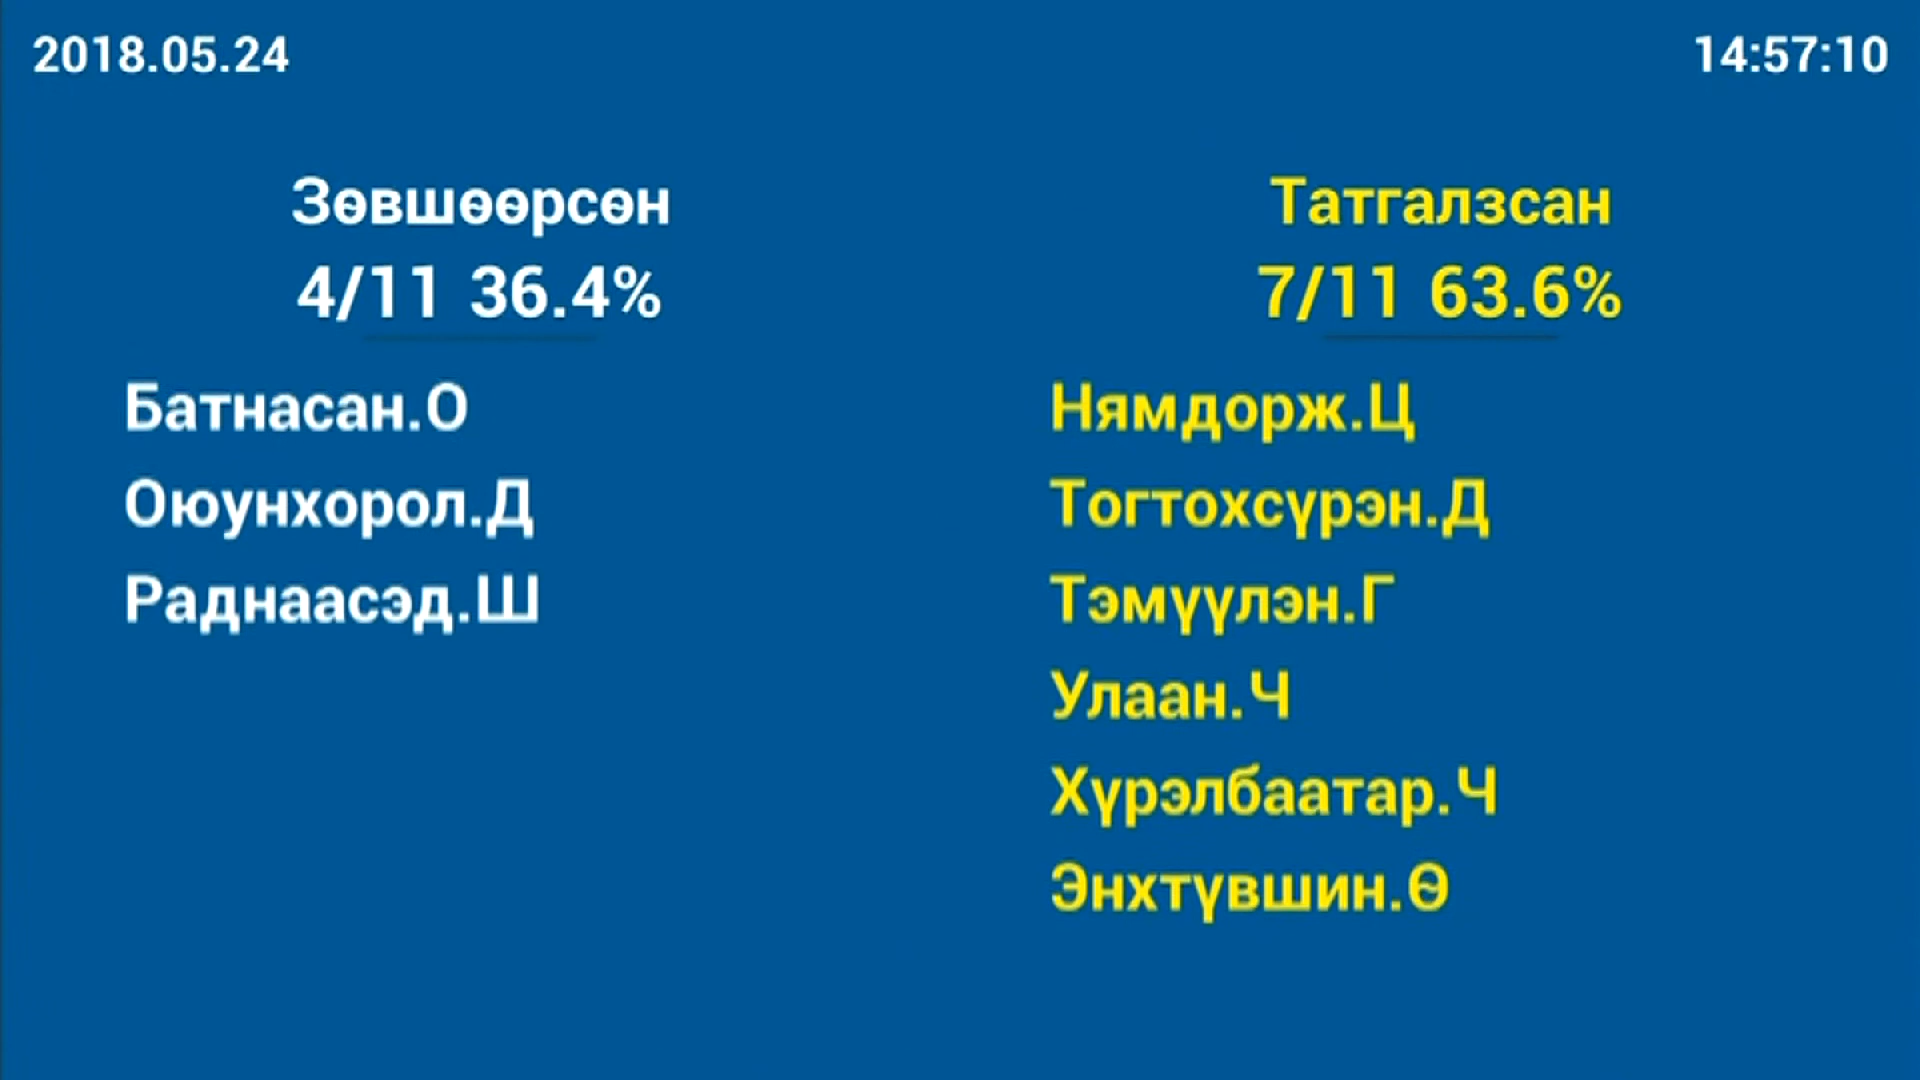 2018.05.24
14:57:10
Зөвшөөрсөн
4/11 36.4%
Батнасан.О
Оюунхорол.Д
Раднаасэд.Ш
Татгалзсан
7/11 63.6%
Нямдорж.Ц
Тогтохсүрэн.Д
Тэмүүлэн.Г
Улаан.Ч
Хүрэлбаатар.Ч
Энхтүвшин.Ө